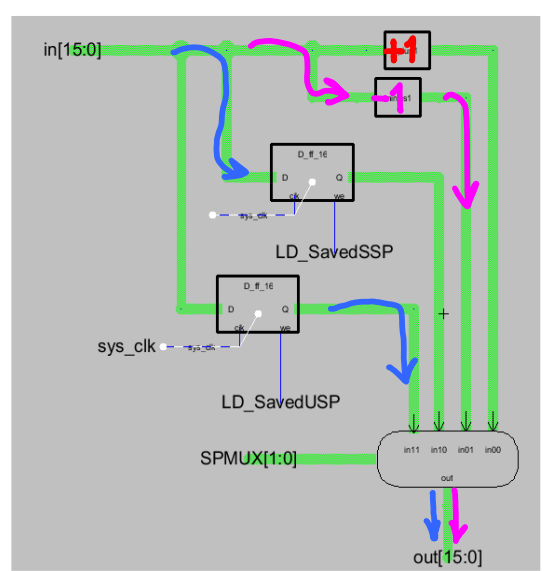 in[15:0]
+1
-1
D_ff_16
D
Q
clk
we
sys_clk
LD_SavedSSP
D_ff_16
D
Q
clk
we
sys_clk
sys_clk
LD_SavedUSP
in11 in10 in01 in00
SPMUX[1:0]
out
out[15:0]